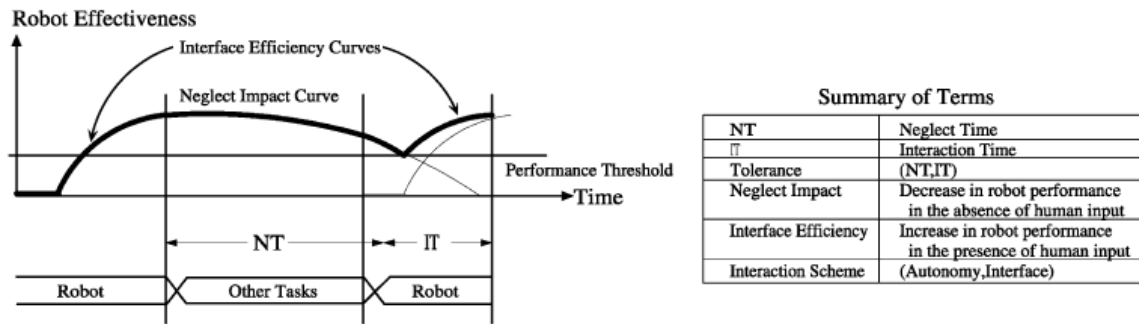 Robot Effectiveness
Interface Efficiency Curves
Neglect Impact Curve
Performance Threshold
Time
NT
IT
Robot
Other Tasks
Robot
Summary of Terms
NT Neglect Time
IT Interaction Time
Tolerance (NT,IT)
Neglect Impact Decrease in robot performance
in the absence of human input
Interface Efficiency Increase in robot performance
in the presence of human input
Interaction Scheme (Autonomy,Interface)